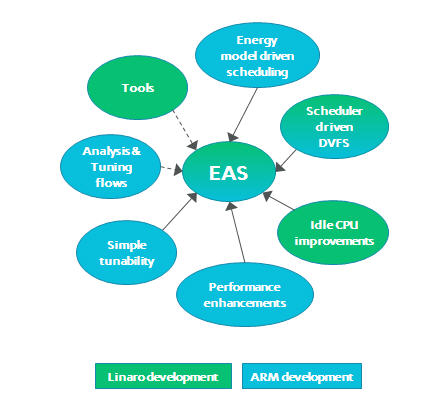 Energy
model driven
scheduling
Tools
Scheduler
driven
DVFS
Analysis &
Tuning
flows
EAS
Idle CPU
improvements
Simple
tunability
Performance
enhancements
Linaro development
ARM development